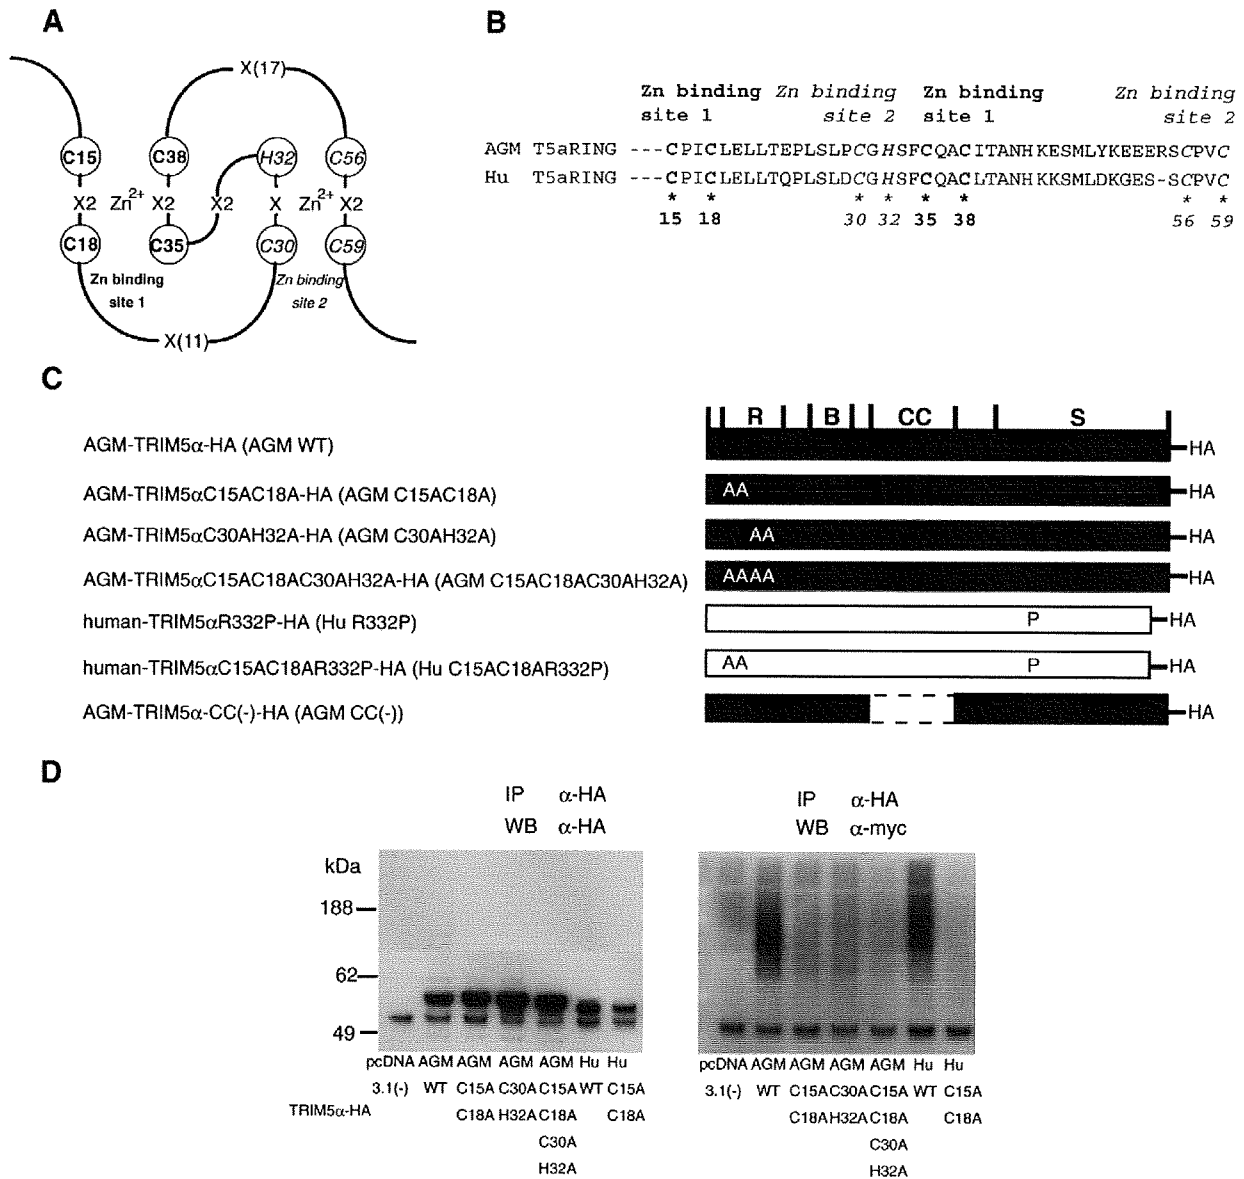 A
X(17)
C15 C38 H32 C56
X2 Zn2+ X2 X2 X Zn2+ X2
C18 C35 C30 C59
Zn binding site 1
Zn binding site 2
X(11)
B
Zn binding Zn binding Zn binding Zn binding
site 1 site 2 site 1 site 2
AGM T5aRING ---CPICLELLTEPLSLPCGHSFCQACITANHKESMLYKEEERSCPVC
Hu T5aRING ---CPICLELLTQPLSLDCGHSFCQACLTANHKKSMLDKGES-SCPVC
* * * * * * * *
15 18 30 32 35 38 56 59
C
R B CC S
AGM-TRIM5α-HA (AGM WT) HA
AGM-TRIM5αC15AC18A-HA (AGM C15AC18A) AA HA
AGM-TRIM5αC30AH32A-HA (AGM C30AH32A) AA HA
AGM-TRIM5αC15AC18AC30AH32A-HA (AGM C15AC18AC30AH32A) AAAA HA
human-TRIM5αR332P-HA (Hu R332P) P HA
human-TRIM5αC15AC18AR332P-HA (Hu C15AC18AR332P) AA P HA
AGM-TRIM5α-CC(-)-HA (AGM CC(-)) HA
D
IP α-HA
WB α-HA
IP α-HA
WB α-myc
kDa
188
62
49
pcDNA AGM AGM AGM AGM Hu Hu
3.1(-) WT C15A C30A C15A WT C15A
TRIM5α-HA C18A H32A C18A C18A
C30A
H32A
pcDNA AGM AGM AGM AGM Hu Hu
3.1(-) WT C15A C30A C15A WT C15A
C18A H32A C18A C18A
C30A
H32A